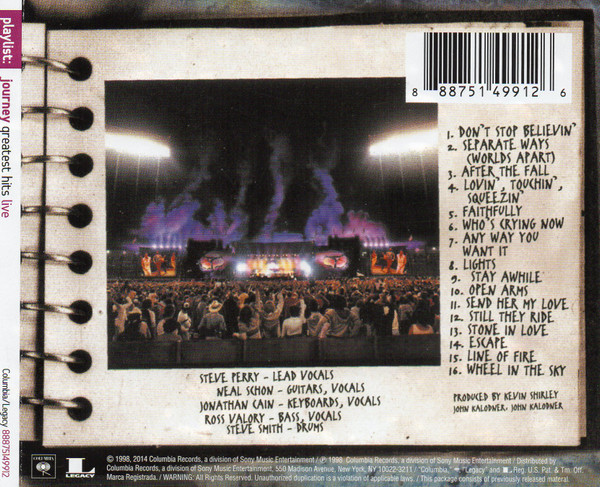 playlist: journey greatest hits live
Columbia/Legacy 88875149912
8 88751 49912 6
1. DON'T STOP BELIEVIN'
2. SEPARATE WAYS
(WORLDS APART)
3. AFTER THE FALL
4. LOVIN', TOUCHIN',
SQUEEZIN'
5. FAITHFULLY
6. WHO'S CRYING NOW
7. ANY WAY YOU
WANT IT
8. LIGHTS
9. STAY AWHILE
10. OPEN ARMS
11. SEND HER MY LOVE
12. STILL THEY RIDE
13. STONE IN LOVE
14. ESCAPE
15. LINE OF FIRE
16. WHEEL IN THE SKY
STEVE PERRY – LEAD VOCALS
NEAL SCHON – GUITARS, VOCALS
JONATHAN CAIN – KEYBOARDS, VOCALS
ROSS VALORY – BASS, VOCALS
STEVE SMITH – DRUMS
PRODUCED BY KEVIN SHIRLEY
JOHN KALODNER: JOHN KALODNER
COLUMBIA
LEGACY
© 1998, 2014 Columbia Records, a division of Sony Music Entertainment / ℗ 1998 Columbia Records, a division of Sony Music Entertainment / Distributed by
Columbia Records, a division of Sony Music Entertainment, 550 Madison Avenue, New York, NY 10022-3211 / "Columbia," "Legacy" and L Reg. U.S. Pat. & Tm. Off.
Marca Registrada. / WARNING: All Rights Reserved. Unauthorized duplication is a violation of applicable laws. / This package consists of previously released material.